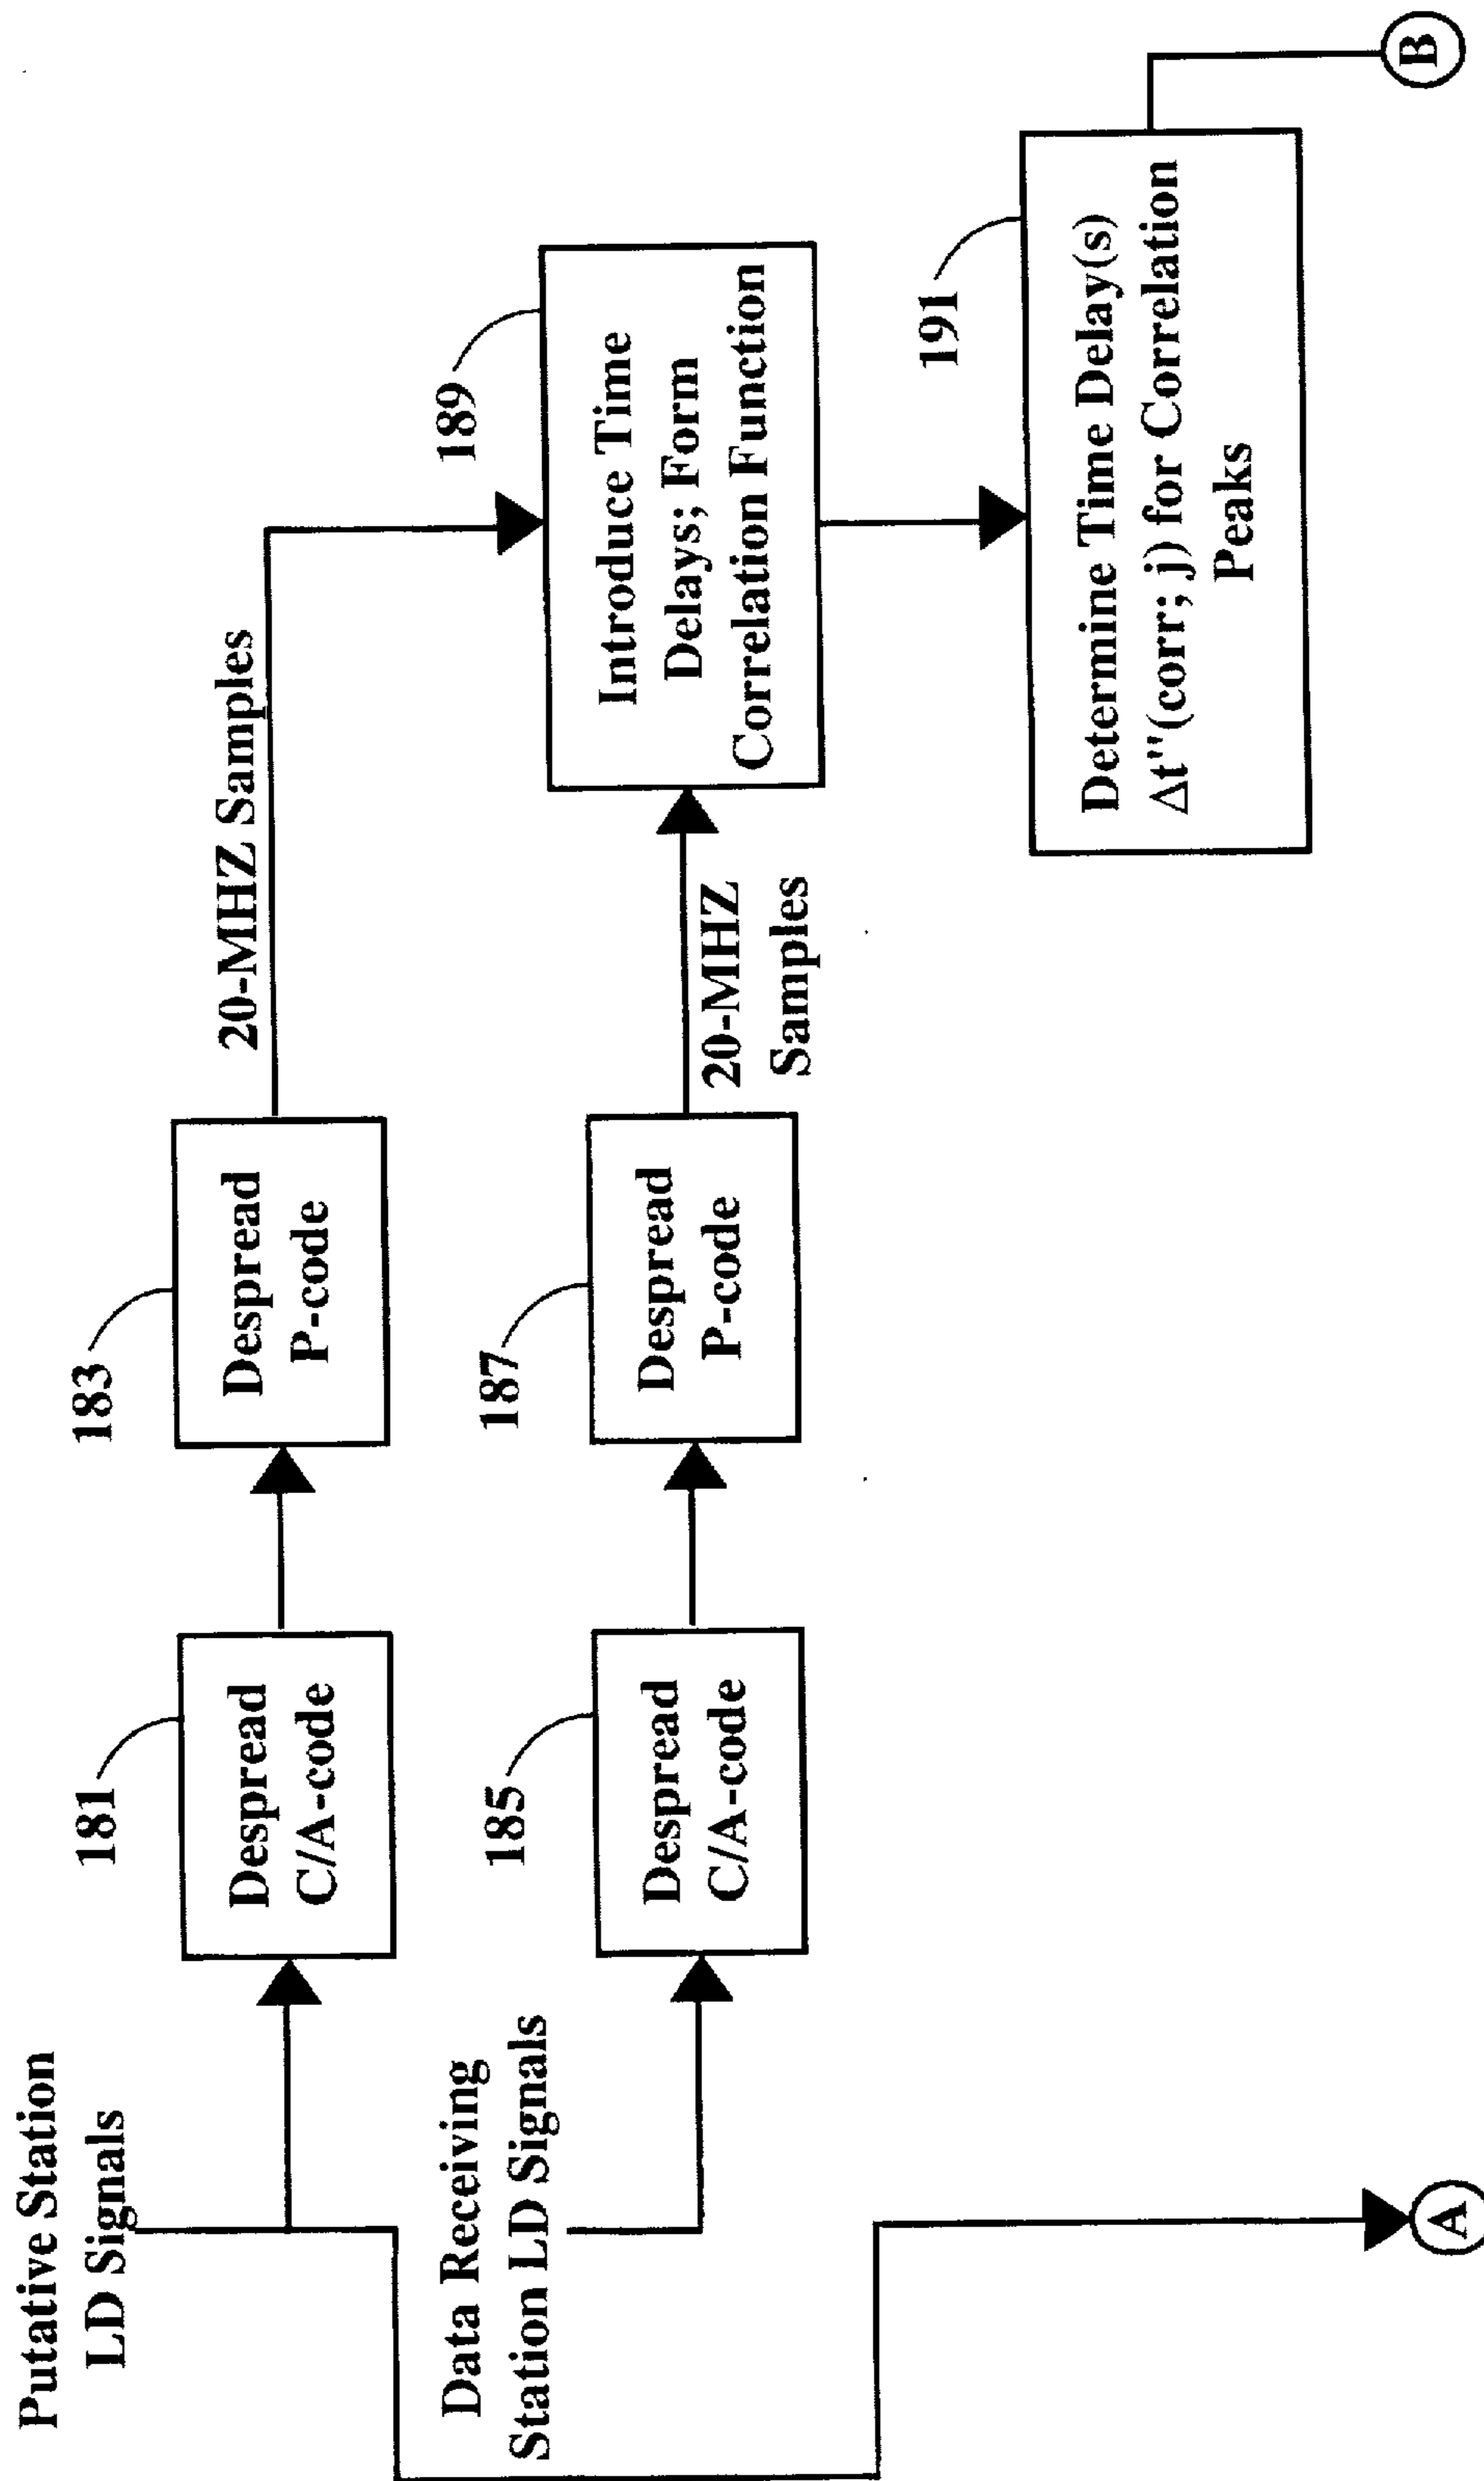 Putative Station
LD Signals
181
Despread
C/A-code
183
Despread
P-code
20-MHZ Samples
Data Receiving
Station LD Signals
185
Despread
C/A-code
187
Despread
P-code
20-MHZ
Samples
189
Introduce Time
Delays; Form
Correlation Function
191
Determine Time Delay(s)
Δt''(corr; j) for Correlation
Peaks
A
B